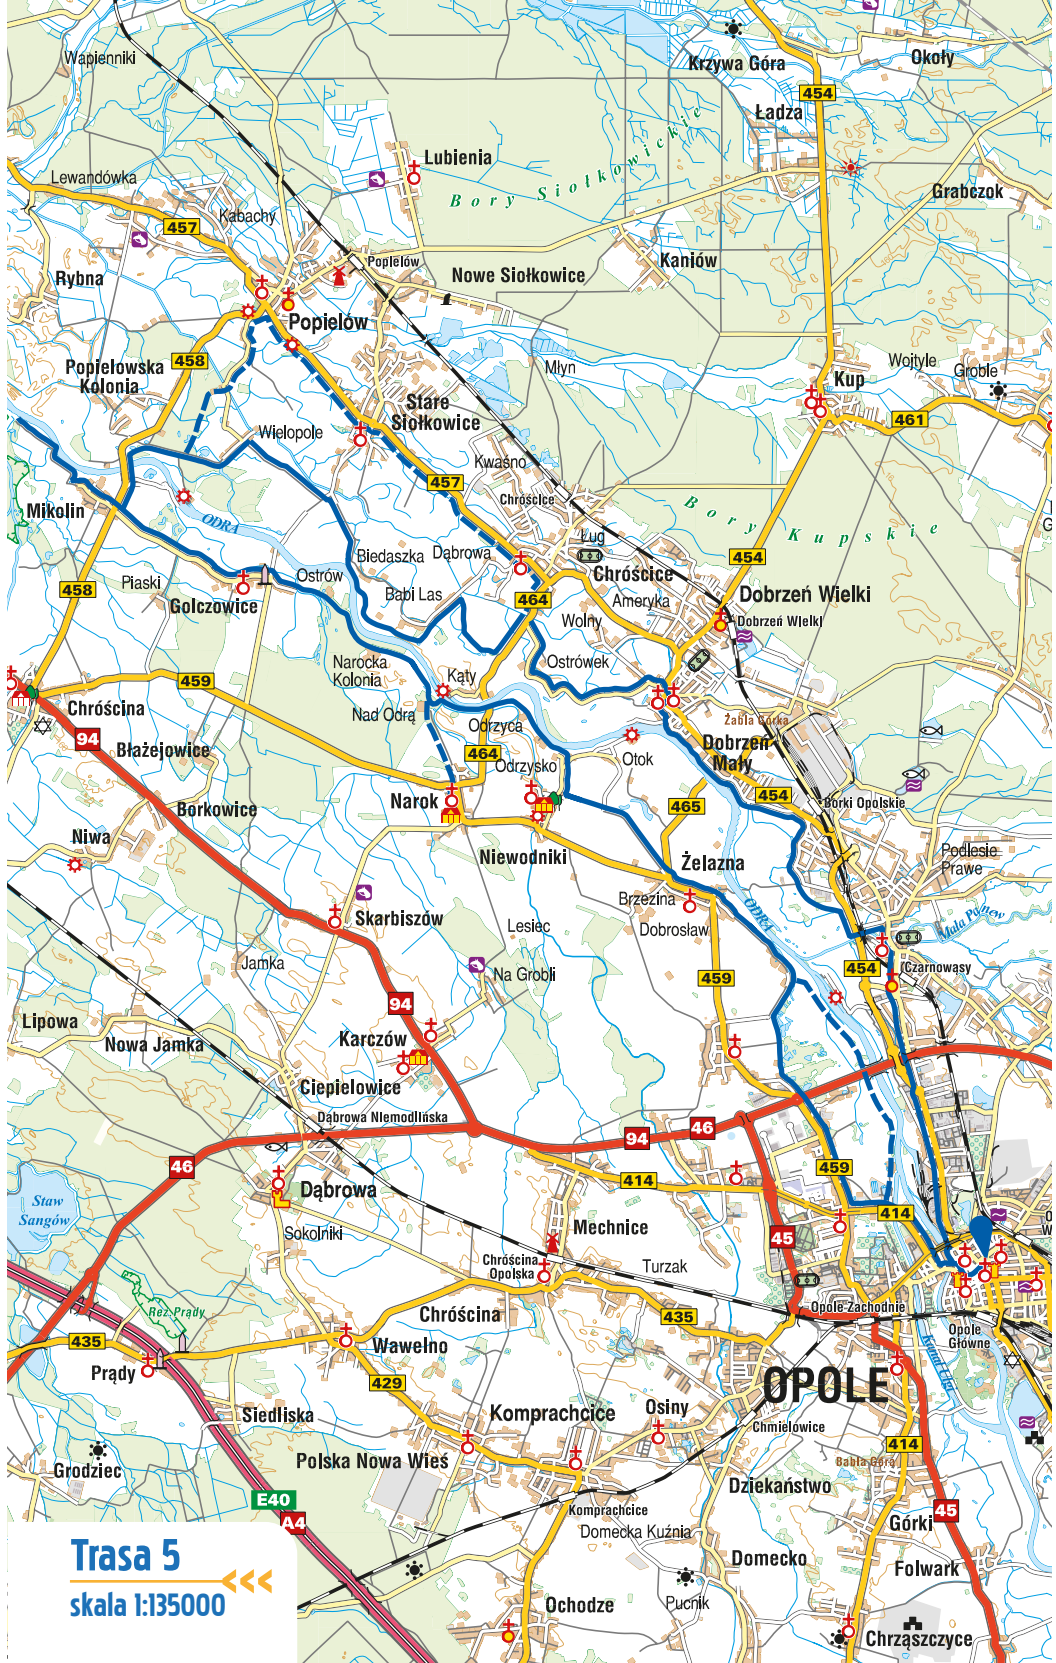 Wapienniki
Krzywa Góra
Okoły
454
Ładza
Lubienia
Bory Siołkowickie
Lewandówka
Grabczok
Kabachy
457
Popielów
Kaniów
Rybna
Nowe Siołkowice
Popielów
458
Popielowska
Kolonia
Młyn
Wojtyle
Groble
Kup
Stare
Siołkowice
461
Wielopole
Kwaśno
457
Chróścice
Mikolin
ODRA
Bory Kupskie
Ług
Biedaszka
Dąbrowa
454
Chróścice
Piaski
Ostrów
458
Golczowice
Babi Las
464
Ameryka
Dobrzeń Wielki
Wolny
Dobrzeń Wielki
Narocka
Kolonia
Ostrówek
Kąty
459
Chróścina
Nad Odrą
Odrzyca
Żabia Górka
94
Błażejowice
464
Otok
Dobrzeń
Mały
Odrzysko
Borkowice
Narok
465
454
Borki Opolskie
Niwa
Niewodniki
Żelazna
Podlesie
Prawe
Brzezina
ODRA
Skarbiszów
Lesiec
Dobrosław
Mała Panew
Jamka
Na Grobli
459
454
Czarnowąsy
94
Lipowa
Nowa Jamka
Karczów
Ciepielowice
Dąbrowa Niemodlińska
94
46
46
459
414
Staw
Sangów
Dąbrowa
414
Mechnice
Sokolniki
45
Chróścina
Opolska
Turzak
Rez. Prądy
Chróścina
435
Opole Zachodnie
435
Wawelno
Opole
Główne
Kanał Ulgi
Prądy
429
OPOLE
Siedliska
Komprachcice
Osiny
Chmielowice
414
Polska Nowa Wieś
Babia Góra
Grodziec
Dziekaństwo
E40
A4
Komprachcice
45
Domecka Kuźnia
Górki
Trasa 5
Domecko
Folwark
skala 1:135000
Pucnik
Ochodze
Chrząszczyce